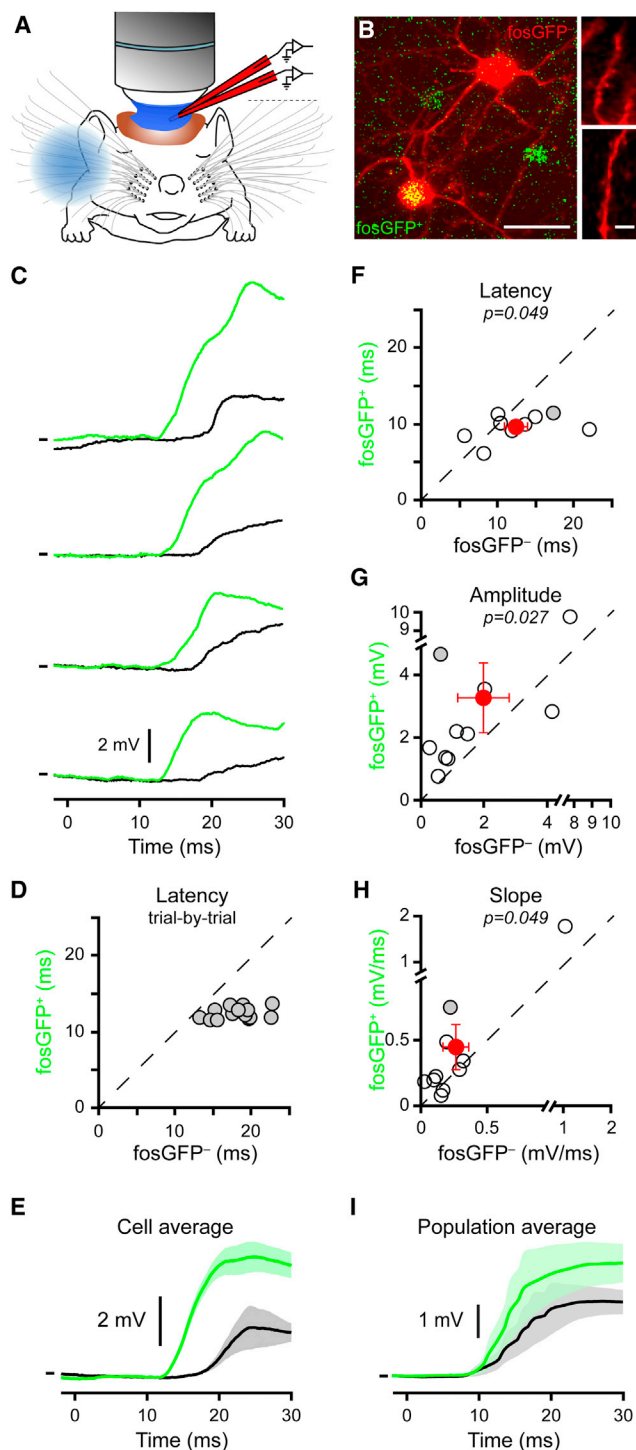 A
B
fosGFP⁻
fosGFP⁺
C
2 mV
0 10 20 30
Time (ms)
D
Latency
trial-by-trial
fosGFP⁺ (ms)
20
10
0
0 10 20
fosGFP⁻ (ms)
E
Cell average
2 mV
0 10 20 30
Time (ms)
F
Latency
p=0.049
fosGFP⁺ (ms)
20
10
0
0 10 20
fosGFP⁻ (ms)
G
Amplitude
p=0.027
fosGFP⁺ (mV)
10
9
4
2
0
0 2 4 8 9 10
fosGFP⁻ (mV)
H
Slope
p=0.049
fosGFP⁺ (mV/ms)
2
1
0.5
0
0 0.5 1 2
fosGFP⁻ (mV/ms)
I
Population average
1 mV
0 10 20 30
Time (ms)